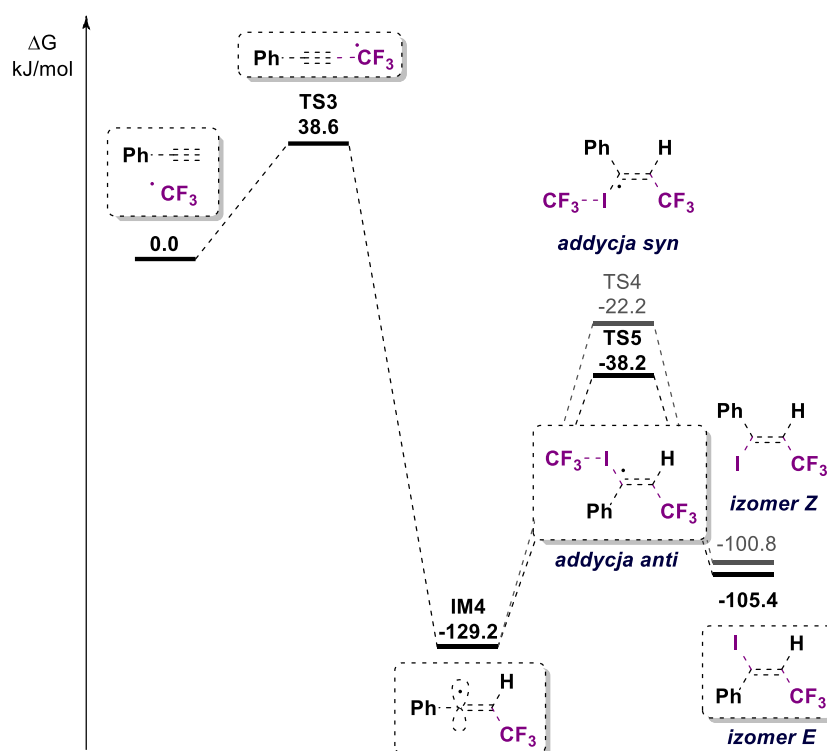 ΔG
kJ/mol
Ph
•CF3
TS3
38.6
Ph
•CF3
0.0
Ph
H
CF3
I
•
CF3
addycja syn
TS4
-22.2
TS5
-38.2
CF3
I
•
H
Ph
CF3
addycja anti
Ph
H
I
CF3
izomer Z
-100.8
-105.4
I
H
Ph
CF3
izomer E
IM4
-129.2
H
Ph
•
CF3